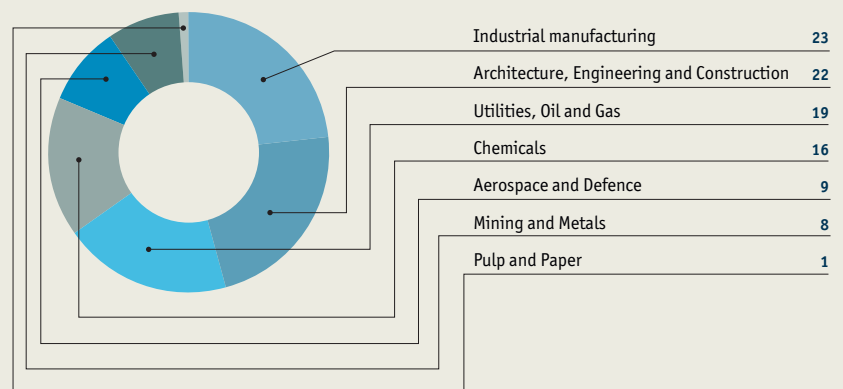 Industrial manufacturing 23
Architecture, Engineering and Construction 22
Utilities, Oil and Gas 19
Chemicals 16
Aerospace and Defence 9
Mining and Metals 8
Pulp and Paper 1